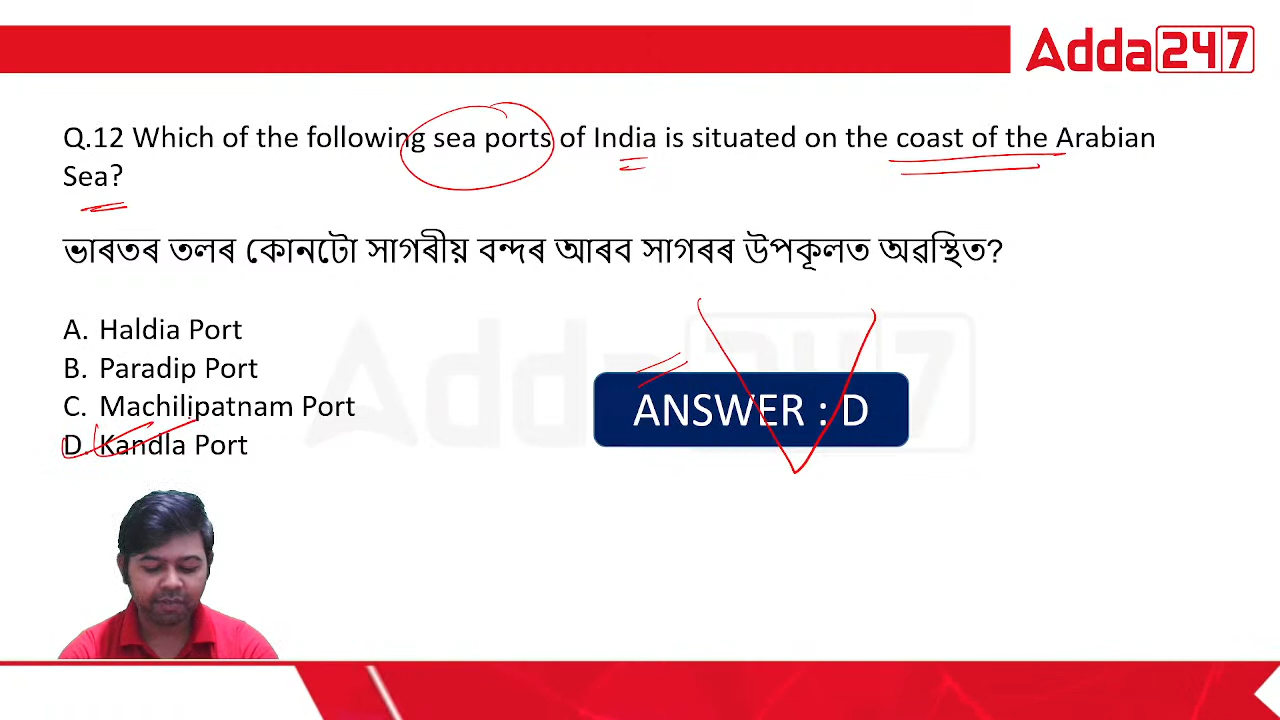 Adda247
Q.12 Which of the following sea ports of India is situated on the coast of the Arabian
Sea?
ভাৰতৰ তলৰ কোনটো সাগৰীয় বন্দৰ আৰব সাগৰৰ উপকূলত অৱস্থিত?
A. Haldia Port
B. Paradip Port
C. Machilipatnam Port
D. Kandla Port
Adda247
ANSWER : D